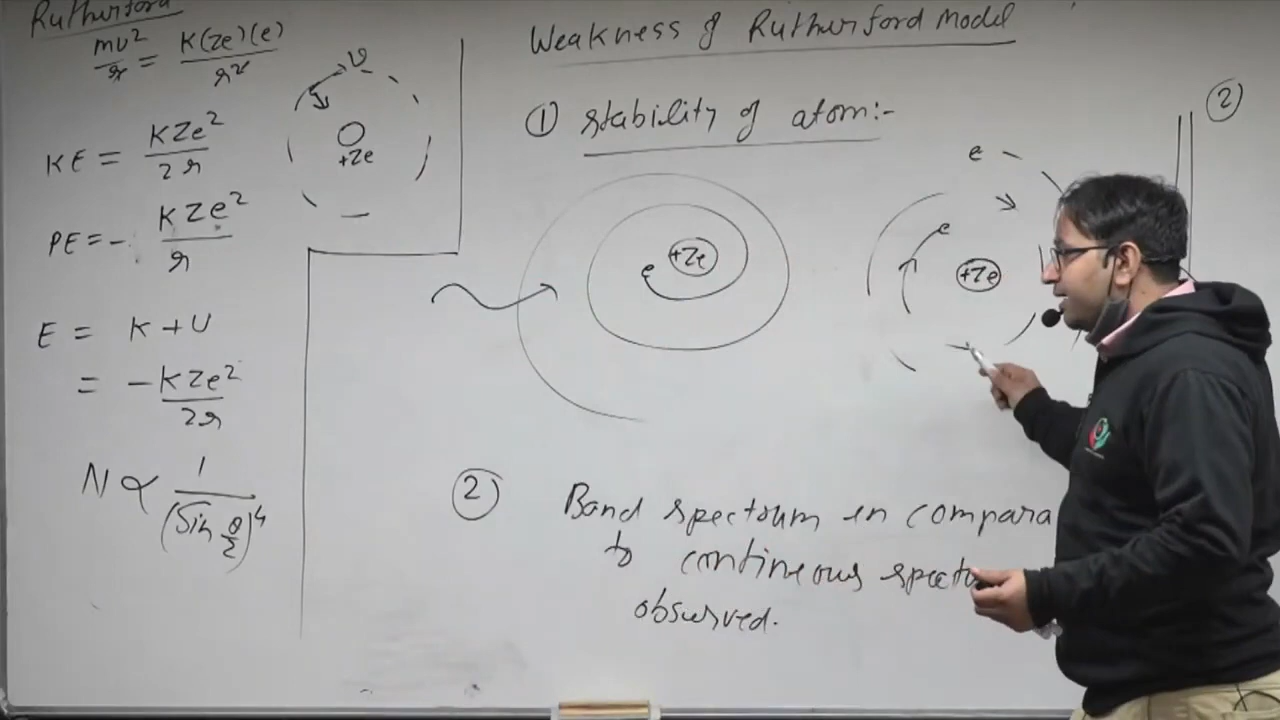 Rutherford
mv²/r = K(Ze)(e)/r²
v
+Ze
KE = KZe²/2r
PE = - KZe²/r
E = K + U
= -KZe²/2r
N ∝ 1/(Sin θ/2)^4
Weakness of Rutherford model
① stability of atom:-
e +Ze
e
e
+Ze
②
② Band spectrum in compara
to contineous spect
observed.